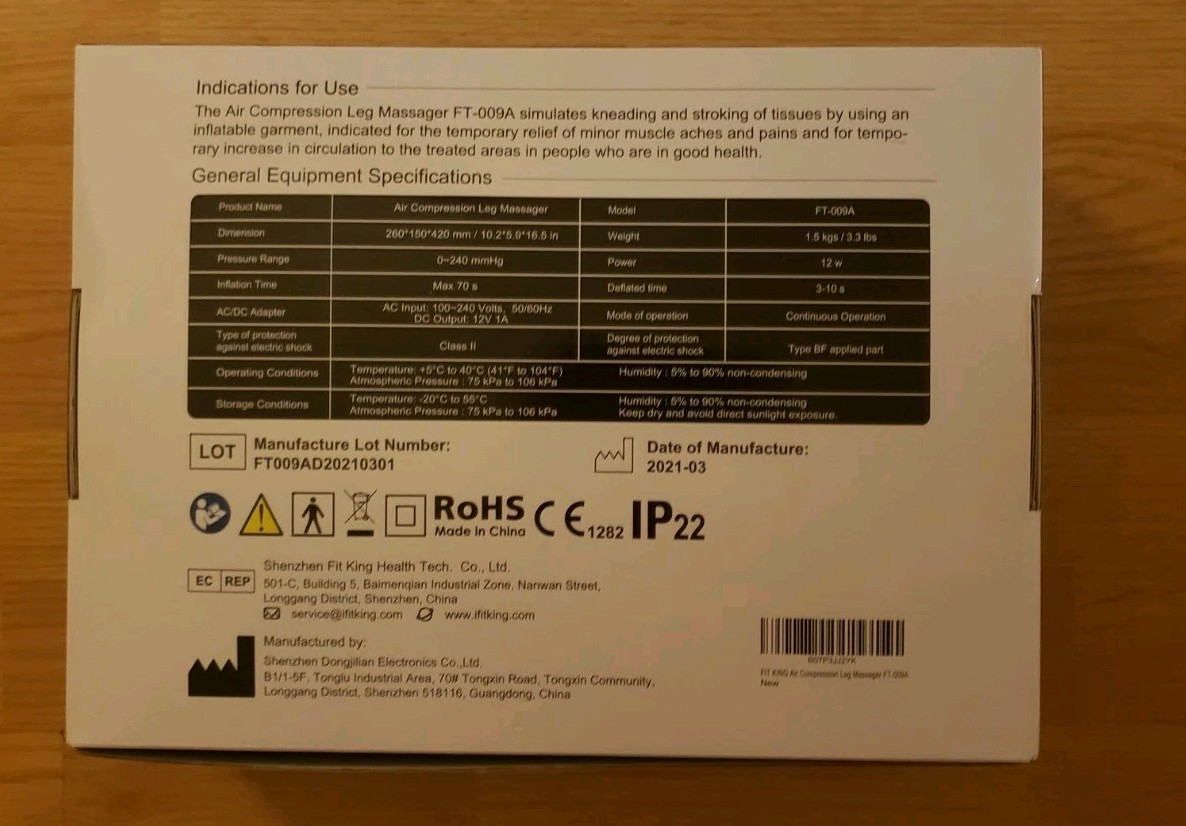 Indications for Use
The Air Compression Leg Massager FT-009A simulates kneading and stroking of tissues by using an
inflatable garment, indicated for the temporary relief of minor muscle aches and pains and for tempo-
rary increase in circulation to the treated areas in people who are in good health.
General Equipment Specifications
Product Name Air Compression Leg Massager Model FT-009A
Dimension 260*150*420 mm / 10.2*5.9*16.5 in Weight 1.5 kgs / 3.3 lbs
Pressure Range 0~240 mmHg Power 12 w
Inflation Time Max 70 s Deflated time 3-10 s
AC/DC Adapter AC Input: 100~240 Volts, 50/60Hz Mode of operation Continuous Operation
DC Output: 12V 1A
Type of protection Class II Degree of protection Type BF applied part
against electric shock against electric shock
Operating Conditions Temperature: +5°C to 40°C (41°F to 104°F) Humidity : 5% to 90% non-condensing
Atmospheric Pressure : 75 kPa to 106 kPa
Storage Conditions Temperature: -20°C to 55°C Humidity : 5% to 90% non-condensing
Atmospheric Pressure : 75 kPa to 106 kPa Keep dry and avoid direct sunlight exposure.
LOT Manufacture Lot Number:
FT009AD20210301
Date of Manufacture:
2021-03
RoHS
Made in China
CE 1282
IP22
EC REP
Shenzhen Fit King Health Tech. Co., Ltd.
501-C, Building 5, Baimenqian Industrial Zone, Nanwan Street,
Longgang District, Shenzhen, China
service@ifitking.com www.ifitking.com
Manufactured by:
Shenzhen Dongjilian Electronics Co.,Ltd.
B1/1-5F, Tonglu Industrial Area, 70# Tongxin Road, Tongxin Community,
Longgang District, Shenzhen 518116, Guangdong, China
FIT KING Air Compression Leg Massager FT-009A
New